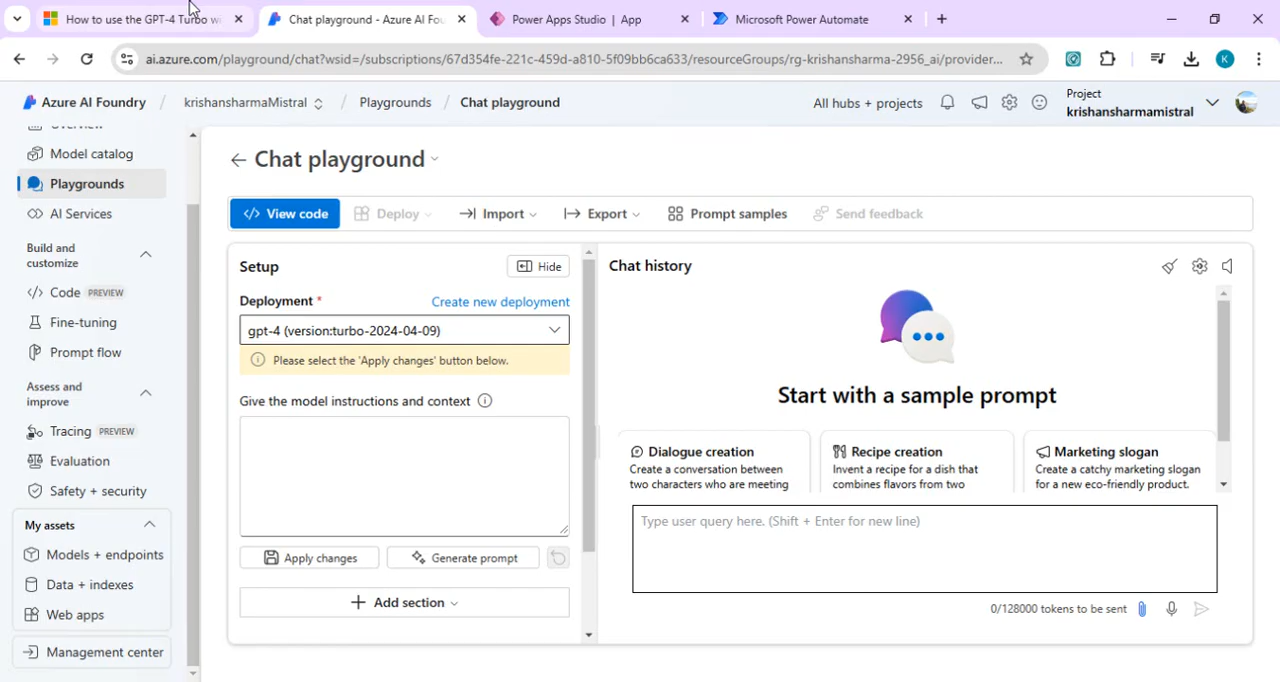 How to use the GPT-4 Turbo wi
Chat playground - Azure AI Fou
Power Apps Studio | App
Microsoft Power Automate
ai.azure.com/playground/chat?wsid=/subscriptions/67d354fe-221c-459d-a810-5f09bb6ca633/resourceGroups/rg-krishansharma-2956_ai/provider...
K
Azure AI Foundry / krishansharmaMistral / Playgrounds / Chat playground
All hubs + projects
Project
krishansharmamistral
Overview
Model catalog
Playgrounds
AI Services
Build and
customize
Code PREVIEW
Fine-tuning
Prompt flow
Assess and
improve
Tracing PREVIEW
Evaluation
Safety + security
My assets
Models + endpoints
Data + indexes
Web apps
Management center
Chat playground
View code
Deploy
Import
Export
Prompt samples
Send feedback
Setup
Hide
Deployment *
Create new deployment
gpt-4 (version:turbo-2024-04-09)
Please select the 'Apply changes' button below.
Give the model instructions and context
Apply changes
Generate prompt
Add section
Chat history
Start with a sample prompt
Dialogue creation
Create a conversation between
two characters who are meeting
Recipe creation
Invent a recipe for a dish that
combines flavors from two
Marketing slogan
Create a catchy marketing slogan
for a new eco-friendly product.
Type user query here. (Shift + Enter for new line)
0/128000 tokens to be sent